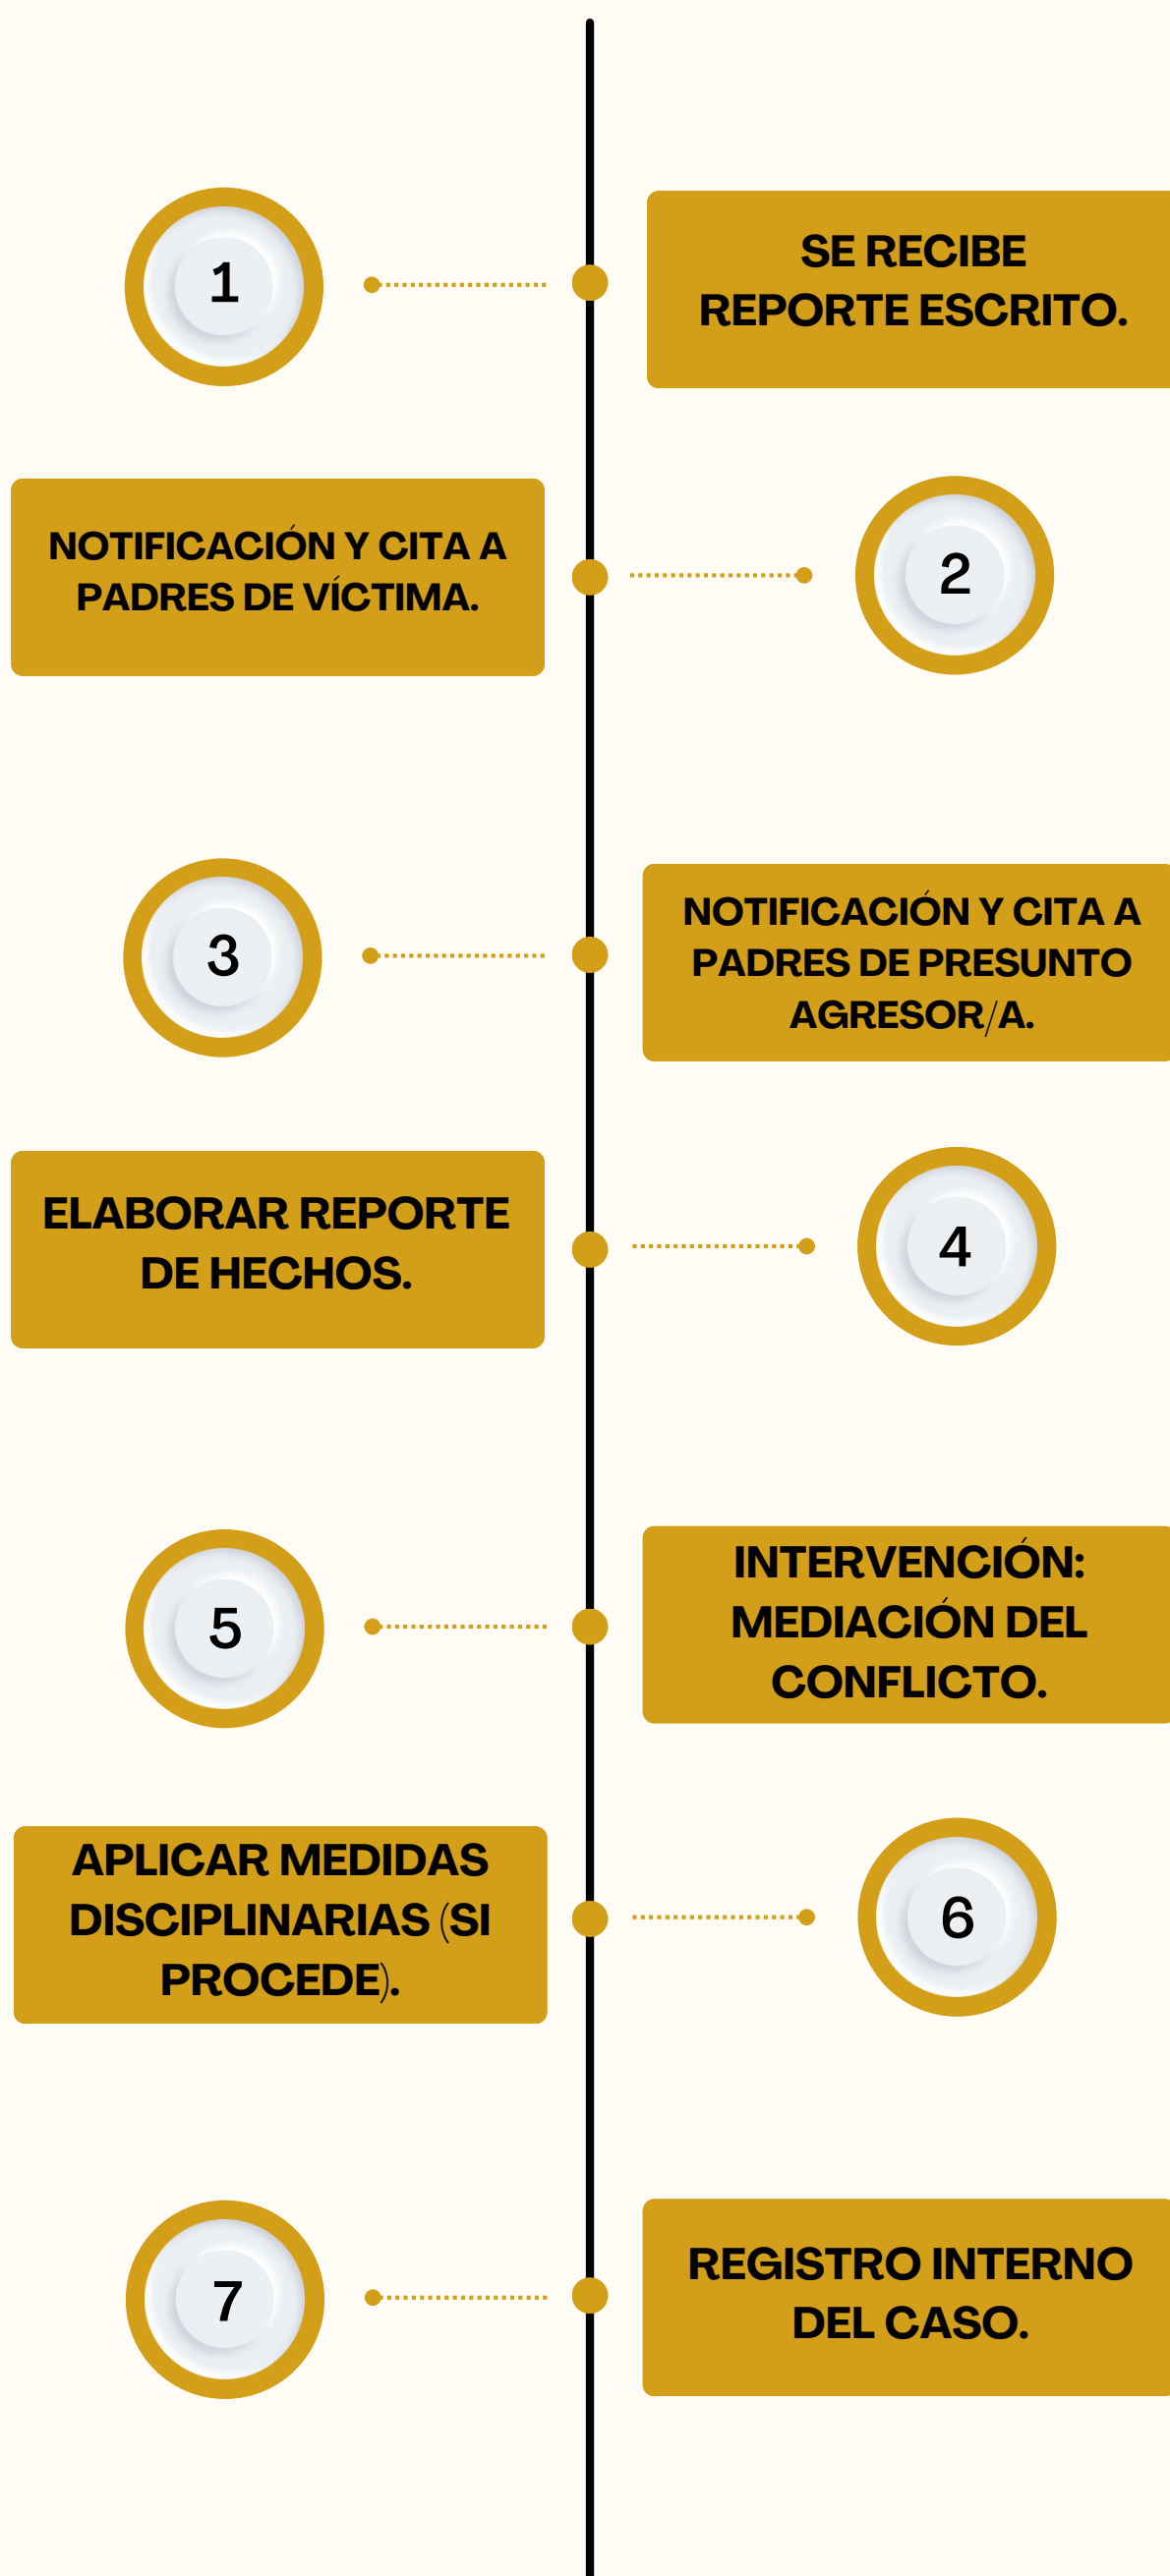 1
SE RECIBE
REPORTE ESCRITO.
NOTIFICACIÓN Y CITA A
PADRES DE VÍCTIMA.
2
3
NOTIFICACIÓN Y CITA A
PADRES DE PRESUNTO
AGRESOR/A.
ELABORAR REPORTE
DE HECHOS.
4
5
INTERVENCIÓN:
MEDIACIÓN DEL
CONFLICTO.
APLICAR MEDIDAS
DISCIPLINARIAS (SI
PROCEDE).
6
7
REGISTRO INTERNO
DEL CASO.